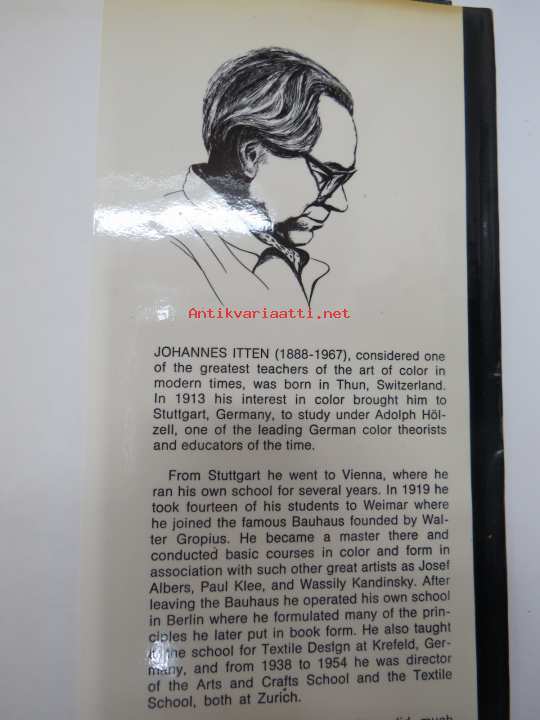 Antikvariaatti.net
JOHANNES ITTEN (1888-1967), considered one
of the greatest teachers of the art of color in
modern times, was born in Thun, Switzerland.
In 1913 his interest in color brought him to
Stuttgart, Germany, to study under Adolph Höl-
zell, one of the leading German color theorists
and educators of the time.
From Stuttgart he went to Vienna, where he
ran his own school for several years. In 1919 he
took fourteen of his students to Weimar where
he joined the famous Bauhaus founded by Wal-
ter Gropius. He became a master there and
conducted basic courses in color and form in
association with such other great artists as Josef
Albers, Paul Klee, and Wassily Kandinsky. After
leaving the Bauhaus he operated his own school
in Berlin where he formulated many of the prin-
ciples he later put in book form. He also taught
the school for Textile Design at Krefeld, Ger-
many, and from 1938 to 1954 he was director
of the Arts and Crafts School and the Textile
School, both at Zurich.
did much